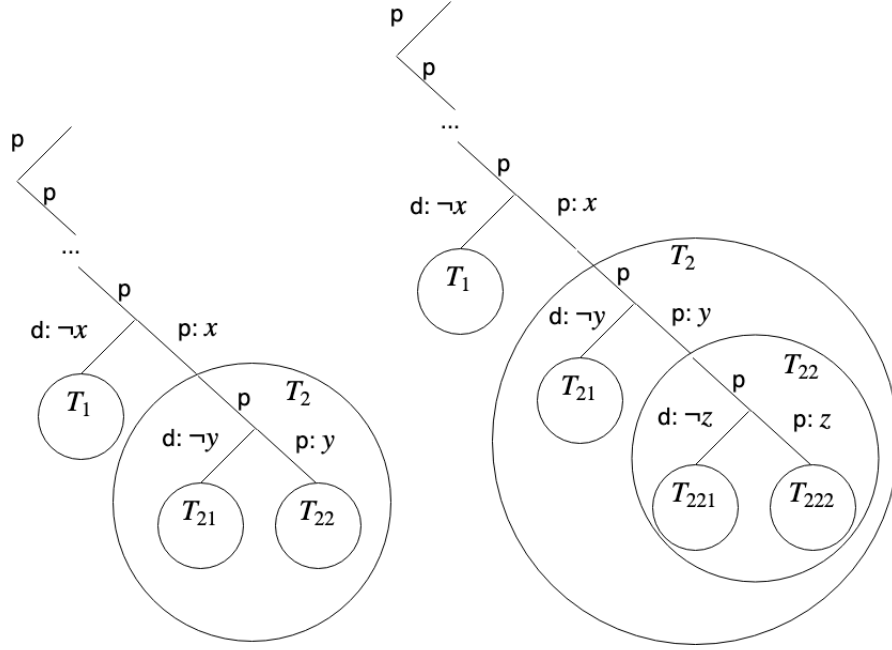 p
p
...
p
d: ¬x
p: x
T₁
T₂
p
d: ¬y
p: y
T₂₁
T₂₂
p
p
...
p
d: ¬x
p: x
T₁
T₂
p
d: ¬y
p: y
T₂₁
T₂₂
p
d: ¬z
p: z
T₂₂₁
T₂₂₂